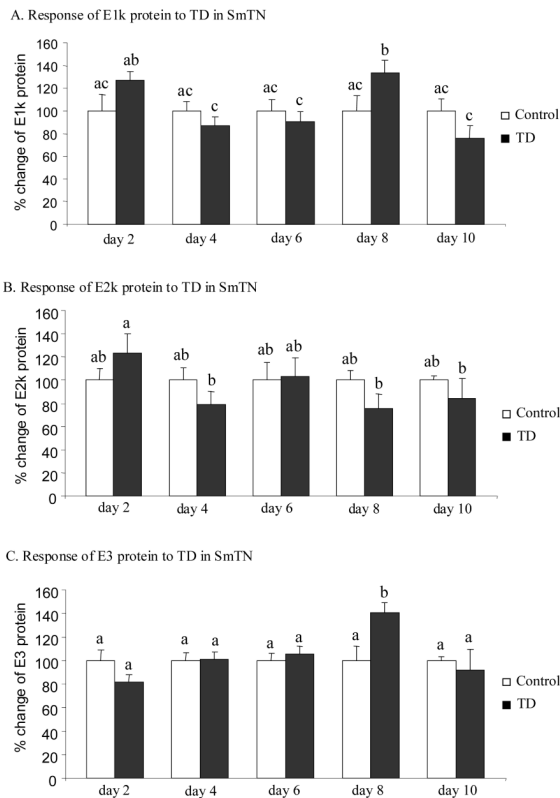 A. Response of E1k protein to TD in SmTN
% change of E1k protein
160
140
120
100
80
60
40
20
0
ac ab ac c ac c ac b ac c
day 2 day 4 day 6 day 8 day 10
Control
TD
B. Response of E2k protein to TD in SmTN
% change of E2k protein
160
140
120
100
80
60
40
20
0
ab a ab b ab ab ab b ab b
day 2 day 4 day 6 day 8 day 10
Control
TD
C. Response of E3 protein to TD in SmTN
% change of E3 protein
160
140
120
100
80
60
40
20
0
a a a a a a a b a a
day 2 day 4 day 6 day 8 day 10
Control
TD